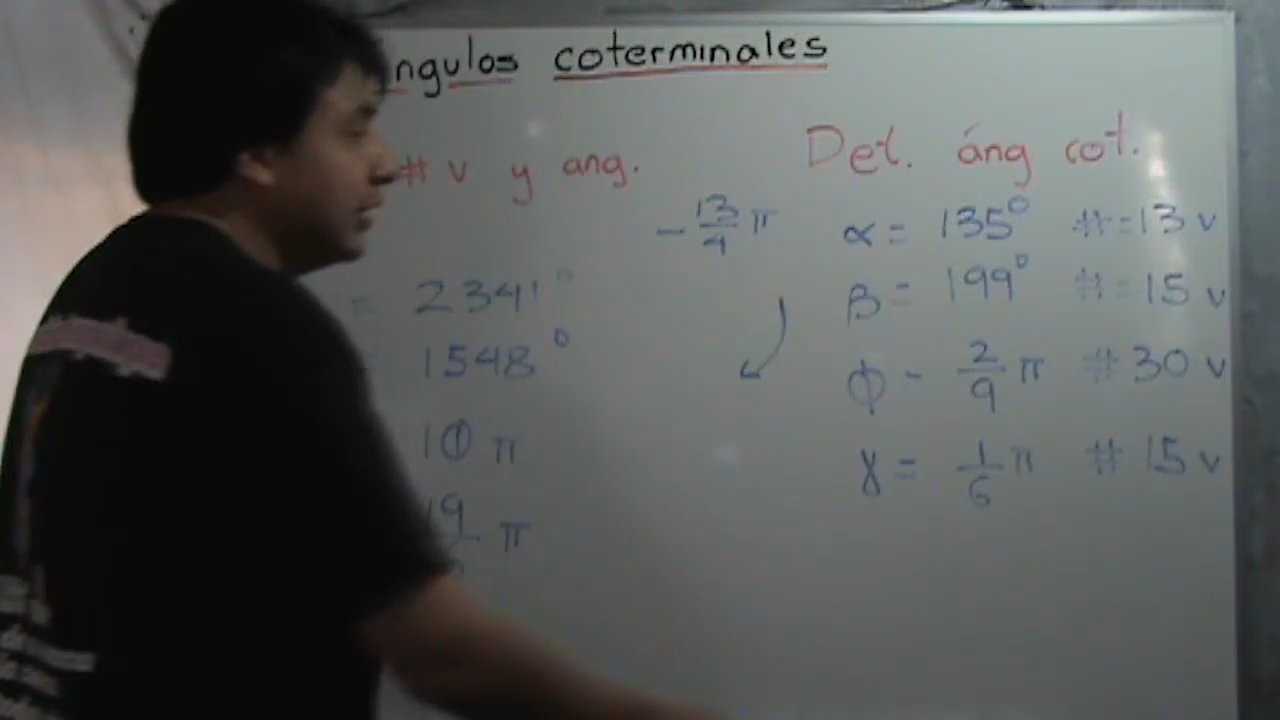 ngulos coterminales
# v y ang.
= 2341°
1548°
10 π
19 π
- 13/4 π
Det. áng cot.
α = 135° # = 13 v
β = 199° # = 15 v
ϕ - 2/9 π # 30 v
γ = 1/6 π # 15 v